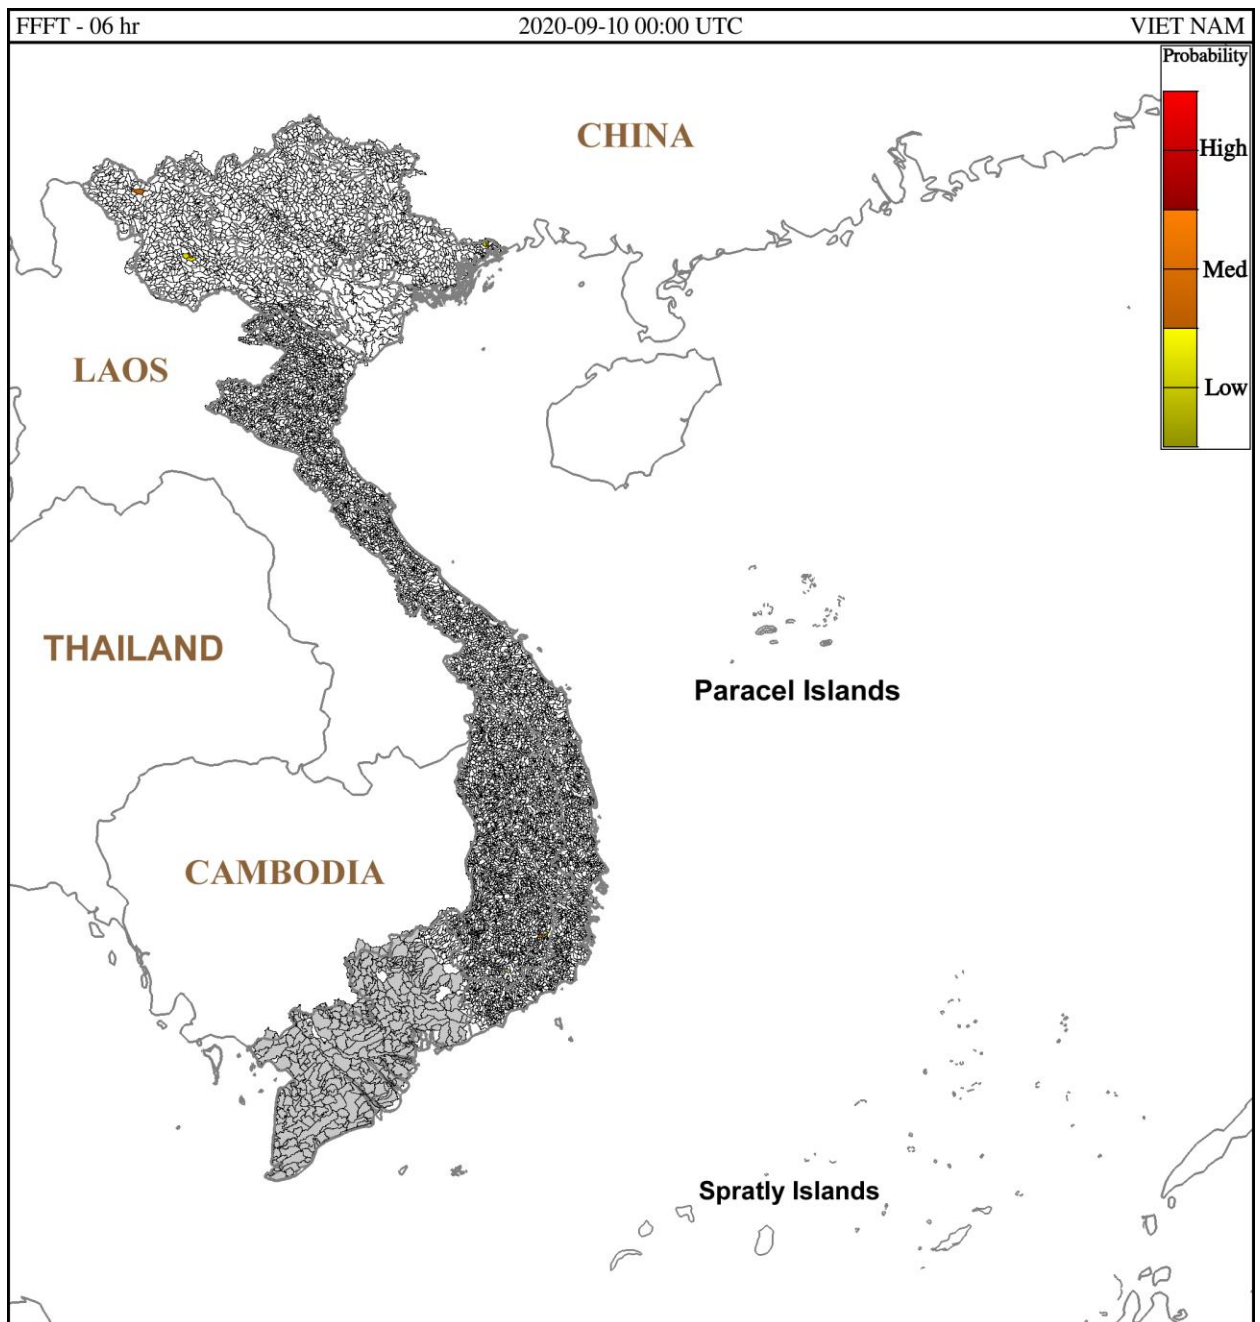 FFFT - 06 hr
2020-09-10 00:00 UTC
VIET NAM
Probability
CHINA
High
Med
LAOS
Low
THAILAND
Paracel Islands
CAMBODIA
Spratly Islands